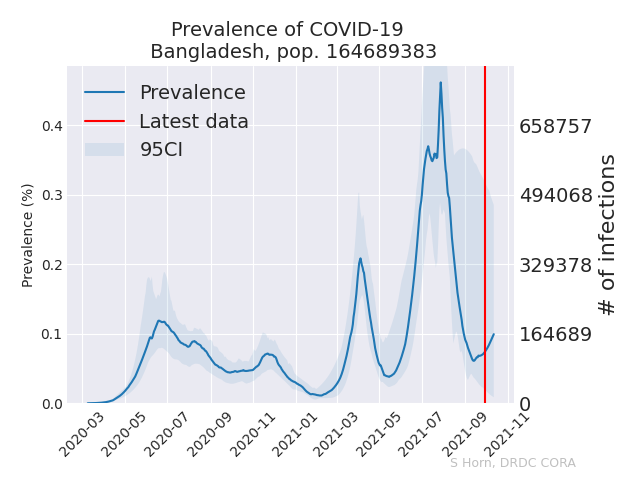 Prevalence of COVID-19
Bangladesh, pop. 164689383
Prevalence
Latest data
95CI
Prevalence (%)
0.4
0.3
0.2
0.1
0.0
658757
494068
329378
164689
0
# of infections
2020-03
2020-05
2020-07
2020-09
2020-11
2021-01
2021-03
2021-05
2021-07
2021-09
2021-11
S Horn, DRDC CORA